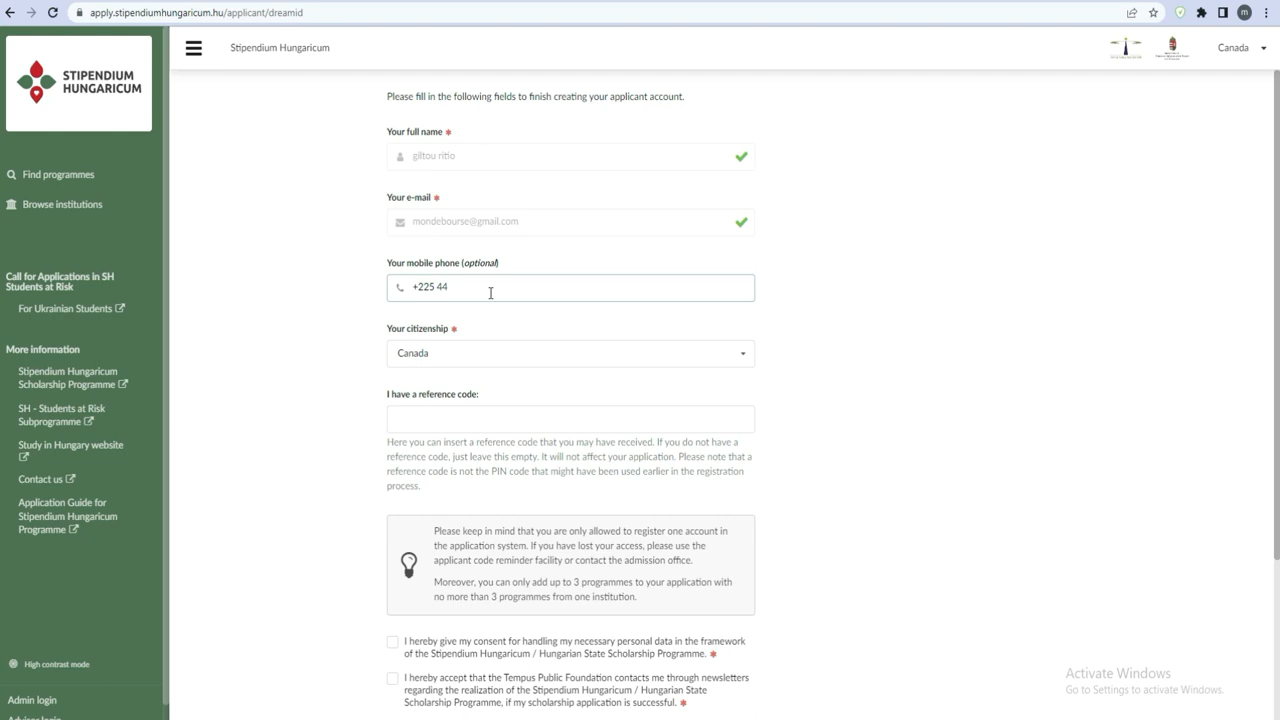 apply.stipendiumhungaricum.hu/applicant/dreamid
m
STIPENDIUM
HUNGARICUM
Stipendium Hungaricum
Canada
Find programmes
Browse institutions
Call for Applications in SH
Students at Risk
For Ukrainian Students
More information
Stipendium Hungaricum
Scholarship Programme
SH - Students at Risk
Subprogramme
Study in Hungary website
Contact us
Application Guide for
Stipendium Hungaricum
Programme
High contrast mode
Admin login
Please fill in the following fields to finish creating your applicant account.
Your full name *
giltou ritio
Your e-mail *
mondebourse@gmail.com
Your mobile phone (optional)
+225 44
Your citizenship *
Canada
I have a reference code:
Here you can insert a reference code that you may have received. If you do not have a
reference code, just leave this empty. It will not affect your application. Please note that a
reference code is not the PIN code that might have been used earlier in the registration
process.
Please keep in mind that you are only allowed to register one account in
the application system. If you have lost your access, please use the
applicant code reminder facility or contact the admission office.
Moreover, you can only add up to 3 programmes to your application with
no more than 3 programmes from one institution.
I hereby give my consent for handling my necessary personal data in the framework
of the Stipendium Hungaricum / Hungarian State Scholarship Programme. *
I hereby accept that the Tempus Public Foundation contacts me through newsletters
regarding the realization of the Stipendium Hungaricum / Hungarian State
Scholarship Programme, if my scholarship application is successful. *
Activate Windows
Go to Settings to activate Windows.